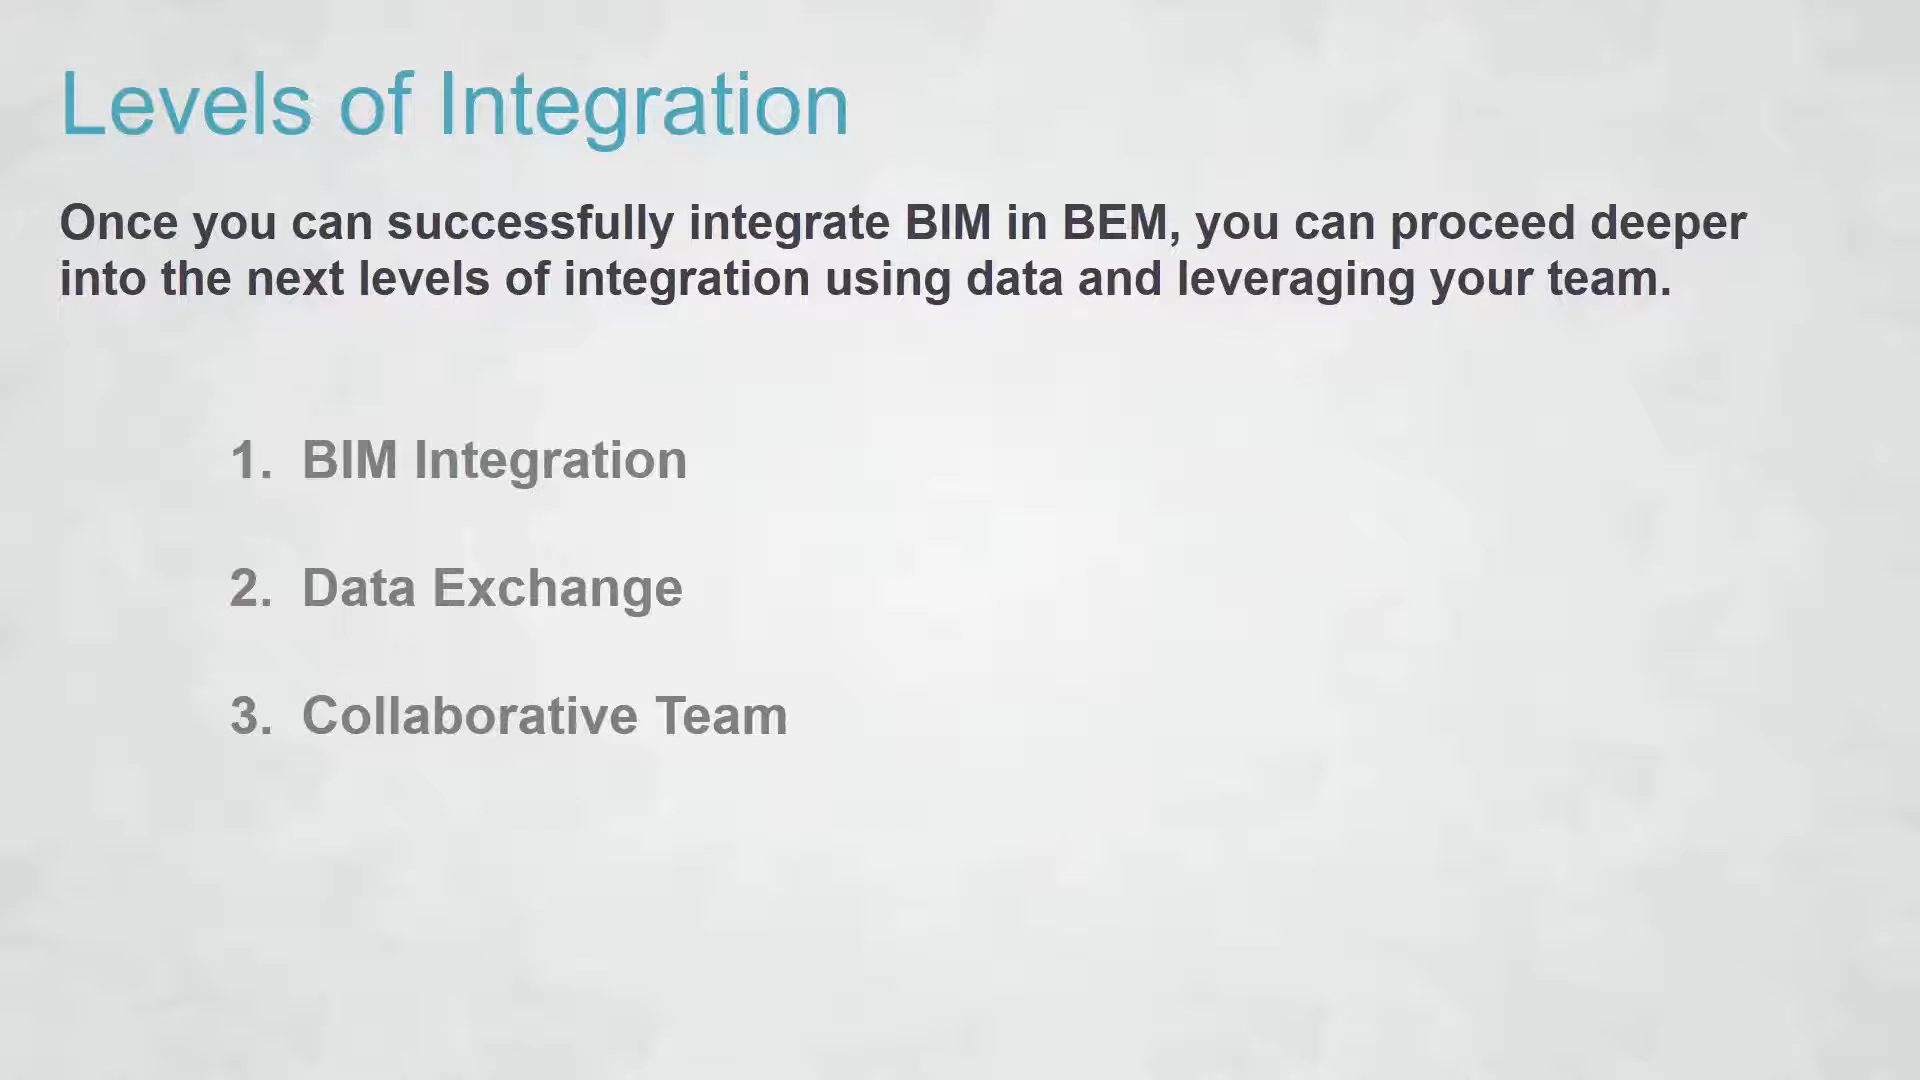 Levels of Integration
Once you can successfully integrate BIM in BEM, you can proceed deeper
into the next levels of integration using data and leveraging your team.
1. BIM Integration
2. Data Exchange
3. Collaborative Team